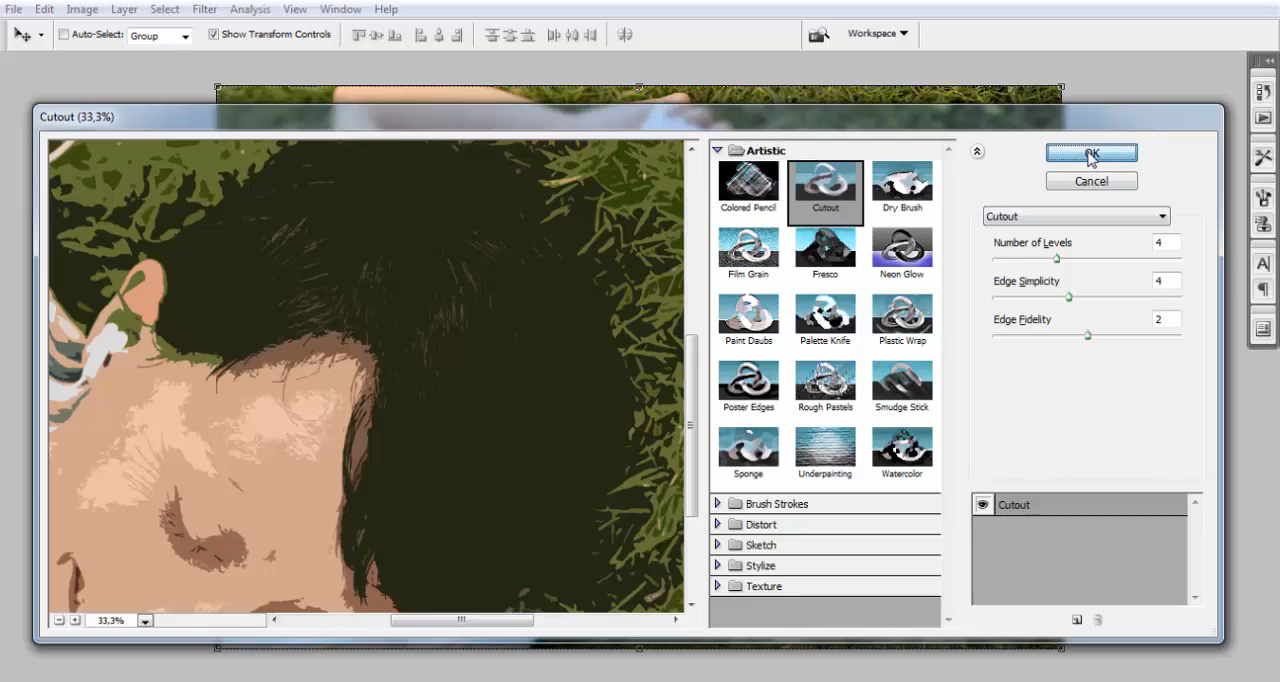 File Edit Image Layer Select Filter Analysis View Window Help
Auto-Select: Group Show Transform Controls Workspace
Cutout (33,3%)
Artistic
Colored Pencil Cutout Dry Brush
Film Grain Fresco Neon Glow
Paint Daubs Palette Knife Plastic Wrap
Poster Edges Rough Pastels Smudge Stick
Sponge Underpainting Watercolor
Brush Strokes
Distort
Sketch
Stylize
Texture
33,3%
OK
Cancel
Cutout
Number of Levels 4
Edge Simplicity 4
Edge Fidelity 2
Cutout